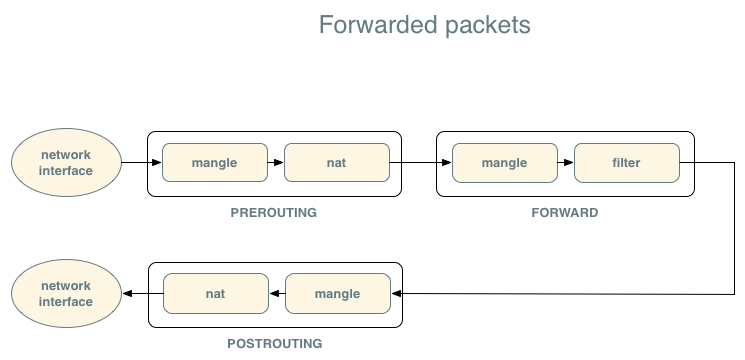 Forwarded packets
network
interface
mangle
nat
mangle
filter
PREROUTING
FORWARD
network
interface
nat
mangle
POSTROUTING